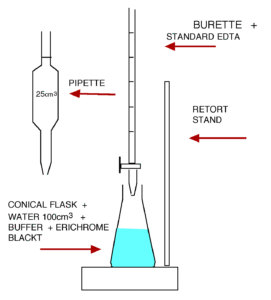 BURETTE +
STANDARD EDTA
PIPETTE
25cm³
RETORT
STAND
CONICAL FLASK +
WATER 100cm³ +
BUFFER + ERICHROME
BLACKT